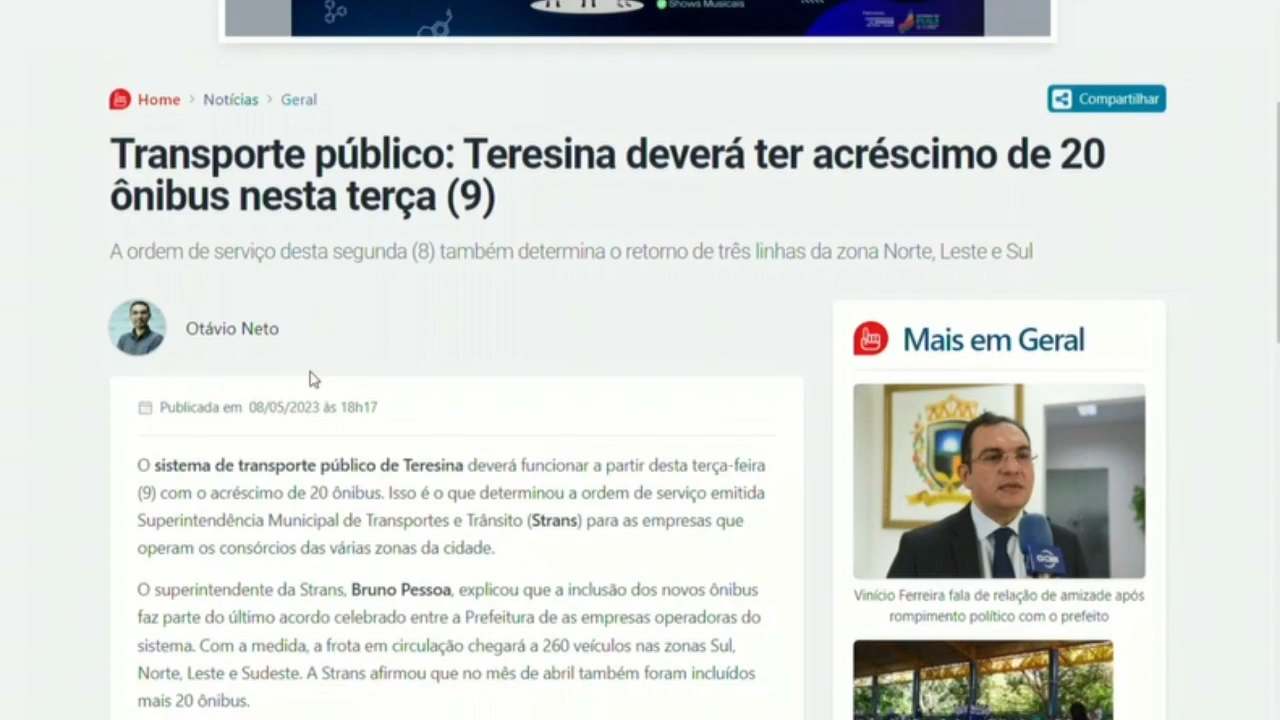 Shows Musicais
Home > Notícias > Geral
Compartilhar
Transporte público: Teresina deverá ter acréscimo de 20
ônibus nesta terça (9)
A ordem de serviço desta segunda (8) também determina o retorno de três linhas da zona Norte, Leste e Sul
Otávio Neto
Publicada em 08/05/2023 às 18h17
O sistema de transporte público de Teresina deverá funcionar a partir desta terça-feira
(9) com o acréscimo de 20 ônibus. Isso é o que determinou a ordem de serviço emitida
Superintendência Municipal de Transportes e Trânsito (Strans) para as empresas que
operam os consórcios das várias zonas da cidade.
O superintendente da Strans, Bruno Pessoa, explicou que a inclusão dos novos ônibus
faz parte do último acordo celebrado entre a Prefeitura de as empresas operadoras do
sistema. Com a medida, a frota em circulação chegará a 260 veículos nas zonas Sul,
Norte, Leste e Sudeste. A Strans afirmou que no mês de abril também foram incluídos
mais 20 ônibus.
Mais em Geral
Vinício Ferreira fala de relação de amizade após
rompimento político com o prefeito